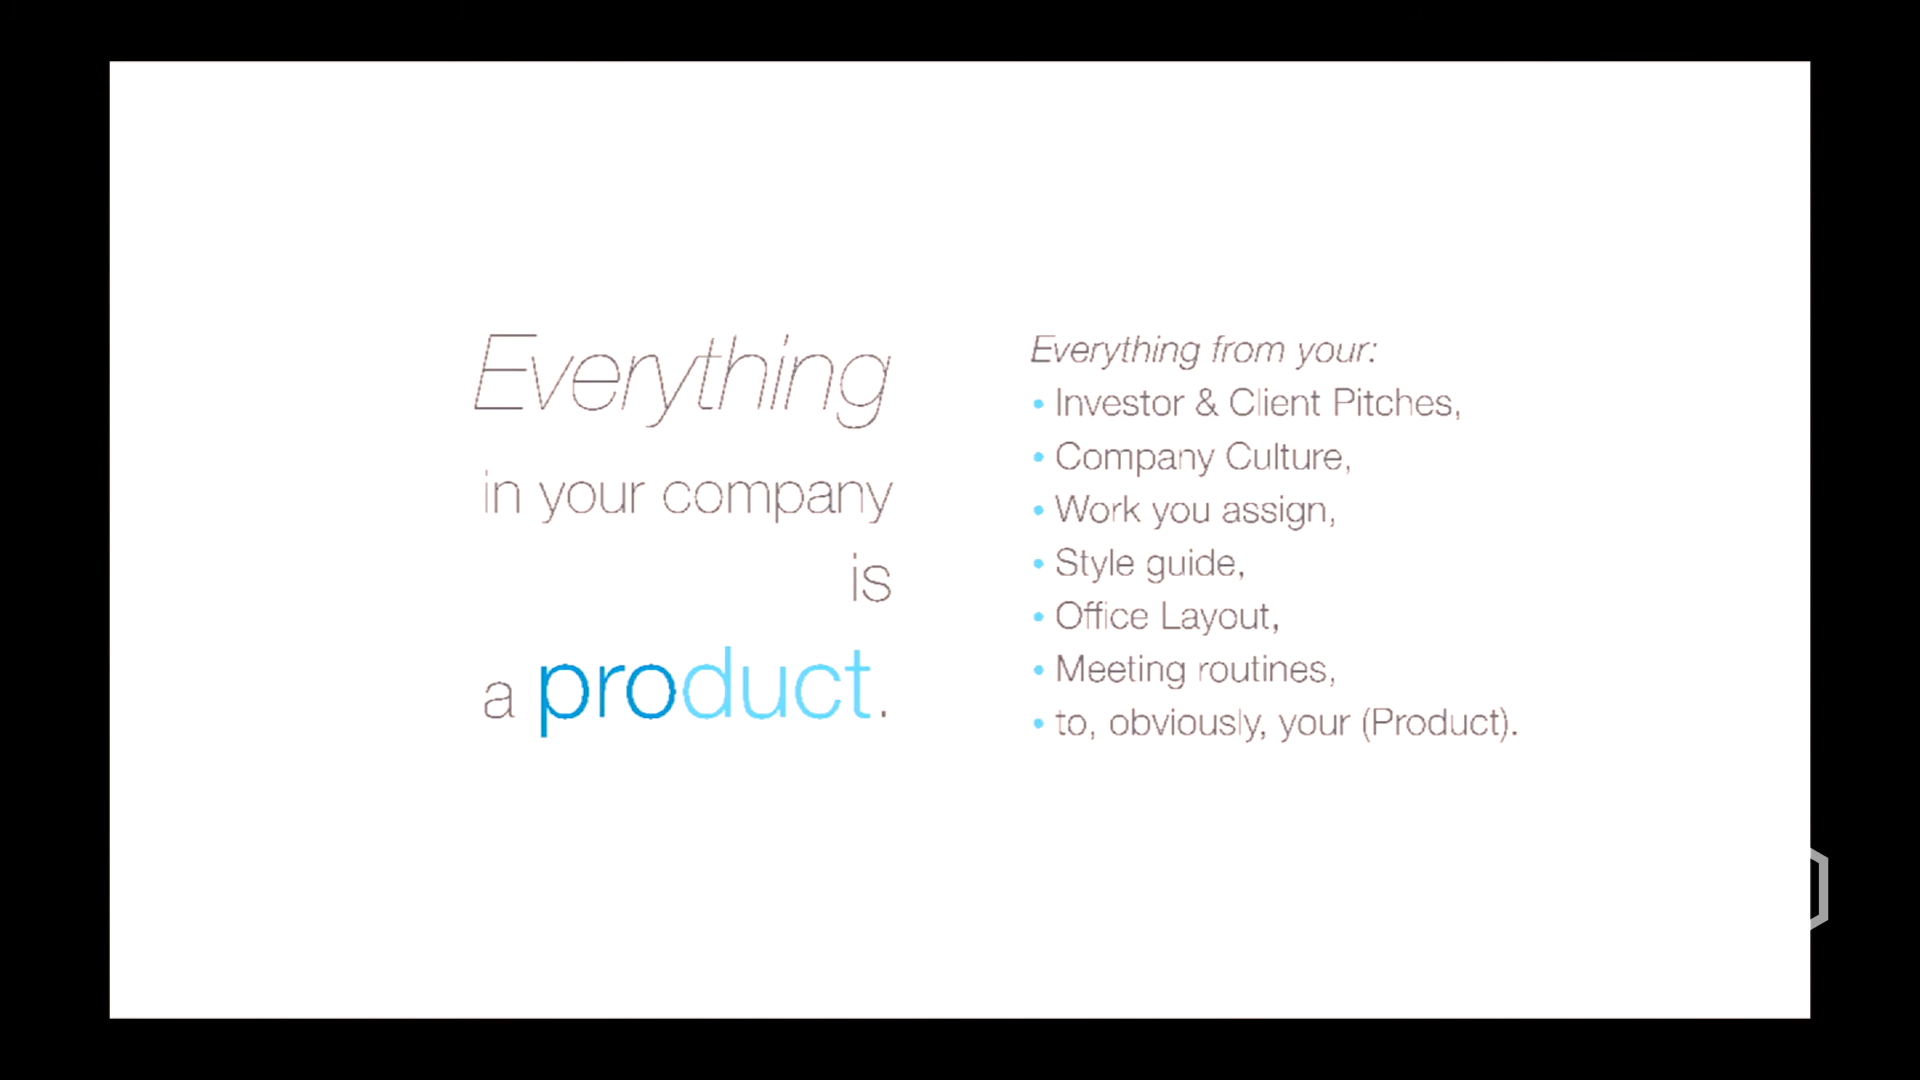 Everything
in your company
is
a product.
Everything from your:
• Investor & Client Pitches,
• Company Culture,
• Work you assign,
• Style guide,
• Office Layout,
• Meeting routines,
• to, obviously, your (Product).